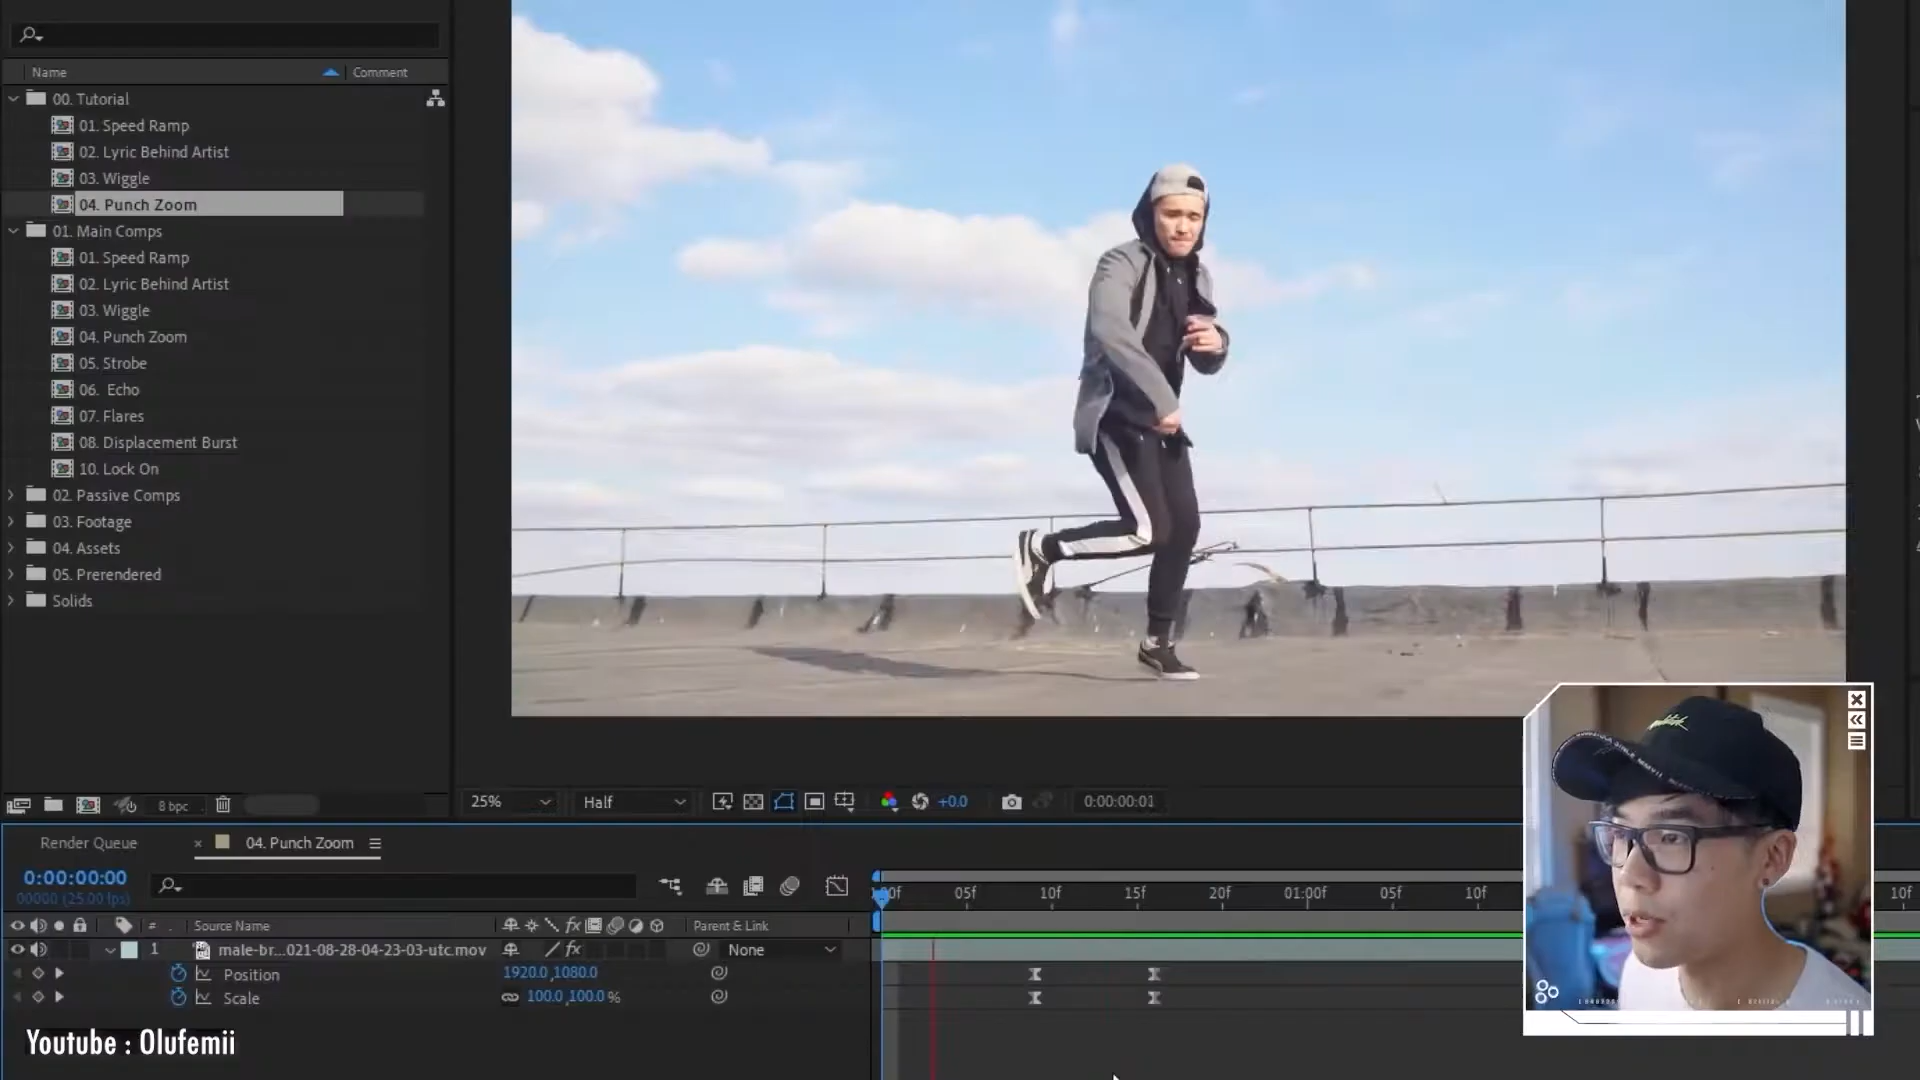 Name Comment
00. Tutorial
01. Speed Ramp
02. Lyric Behind Artist
03. Wiggle
04. Punch Zoom
01. Main Comps
01. Speed Ramp
02. Lyric Behind Artist
03. Wiggle
04. Punch Zoom
05. Strobe
06. Echo
07. Flares
08. Displacement Burst
10. Lock On
02. Passive Comps
03. Footage
04. Assets
05. Prerendered
Solids
8 bpc
25% Half +0.0 0:00:00:01
Render Queue × 04. Punch Zoom
0:00:00:00
00000 (25.00 fps)
05f 10f 15f 20f 01:00f 05f 10f 10f
# Source Name fx Parent & Link
1 male-br...021-08-28-04-23-03-utc.mov fx None
Position 1920.0,1080.0
Scale 100.0,100.0 %
Youtube : Olufemii